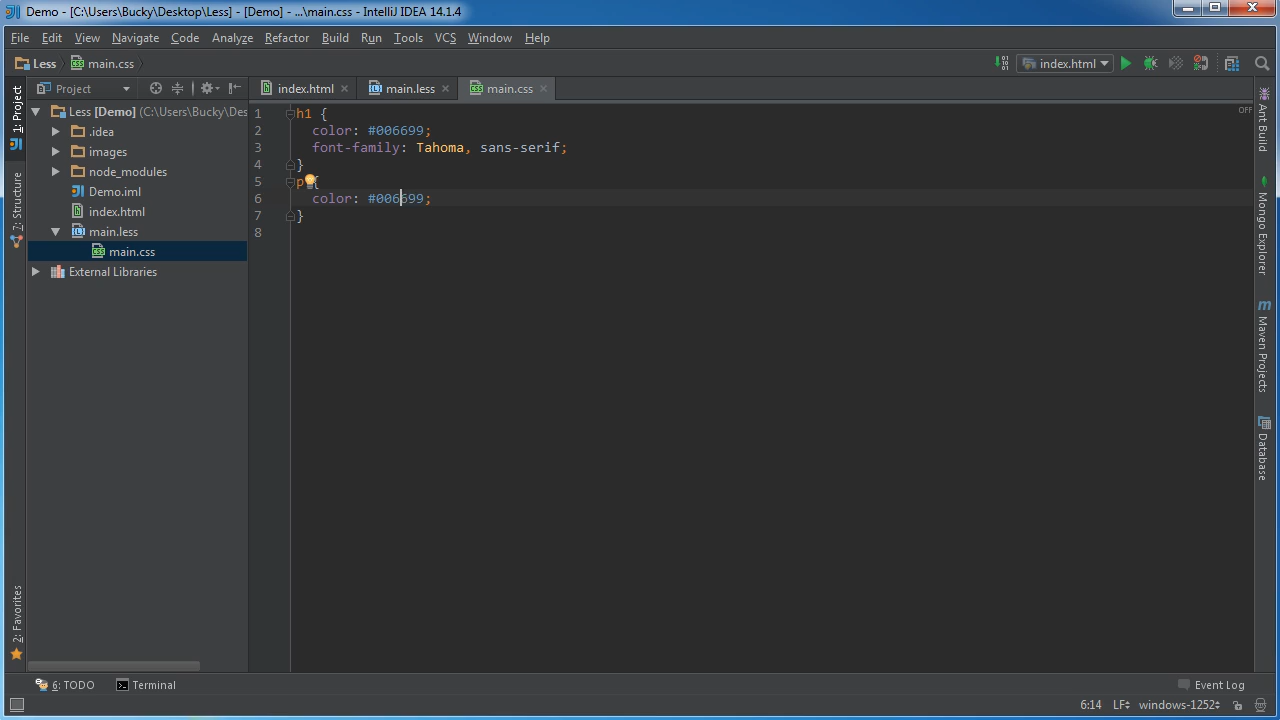 Demo - [C:\Users\Bucky\Desktop\Less] - [Demo] - ...\main.css - IntelliJ IDEA 14.1.4
File Edit View Navigate Code Analyze Refactor Build Run Tools VCS Window Help
Less main.css index.html
1: Project
7: Structure
2: Favorites
Project
Less [Demo] (C:\Users\Bucky\Des
.idea
images
node_modules
Demo.iml
index.html
main.less
main.css
External Libraries
index.html main.less main.css
1 h1 {
2 color: #006699;
3 font-family: Tahoma, sans-serif;
4 }
5 p {
6 color: #006699;
7 }
8
OFF
Ant Build
Mongo Explorer
Maven Projects
Database
6: TODO Terminal Event Log
6:14 LF windows-1252